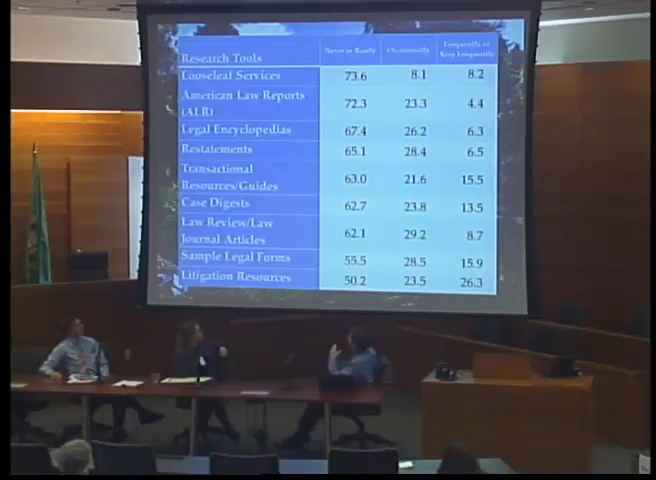 Research Tools Never or Rarely Occasionally Frequently or
Very Frequently
Looseleaf Services 73.6 8.1 8.2
American Law Reports
(ALR) 72.3 23.3 4.4
Legal Encyclopedias 67.4 26.2 6.3
Restatements 65.1 28.4 6.5
Transactional
Resources/Guides 63.0 21.6 15.5
Case Digests 62.7 23.8 13.5
Law Review/Law
Journal Articles 62.1 29.2 8.7
Sample Legal Forms 55.5 28.5 15.9
Litigation Resources 50.2 23.5 26.3